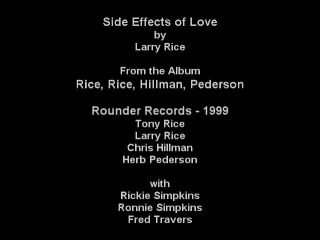 Side Effects of Love
by
Larry Rice
From the Album
Rice, Rice, Hillman, Pederson
Rounder Records - 1999
Tony Rice
Larry Rice
Chris Hillman
Herb Pederson
with
Rickie Simpkins
Ronnie Simpkins
Fred Travers